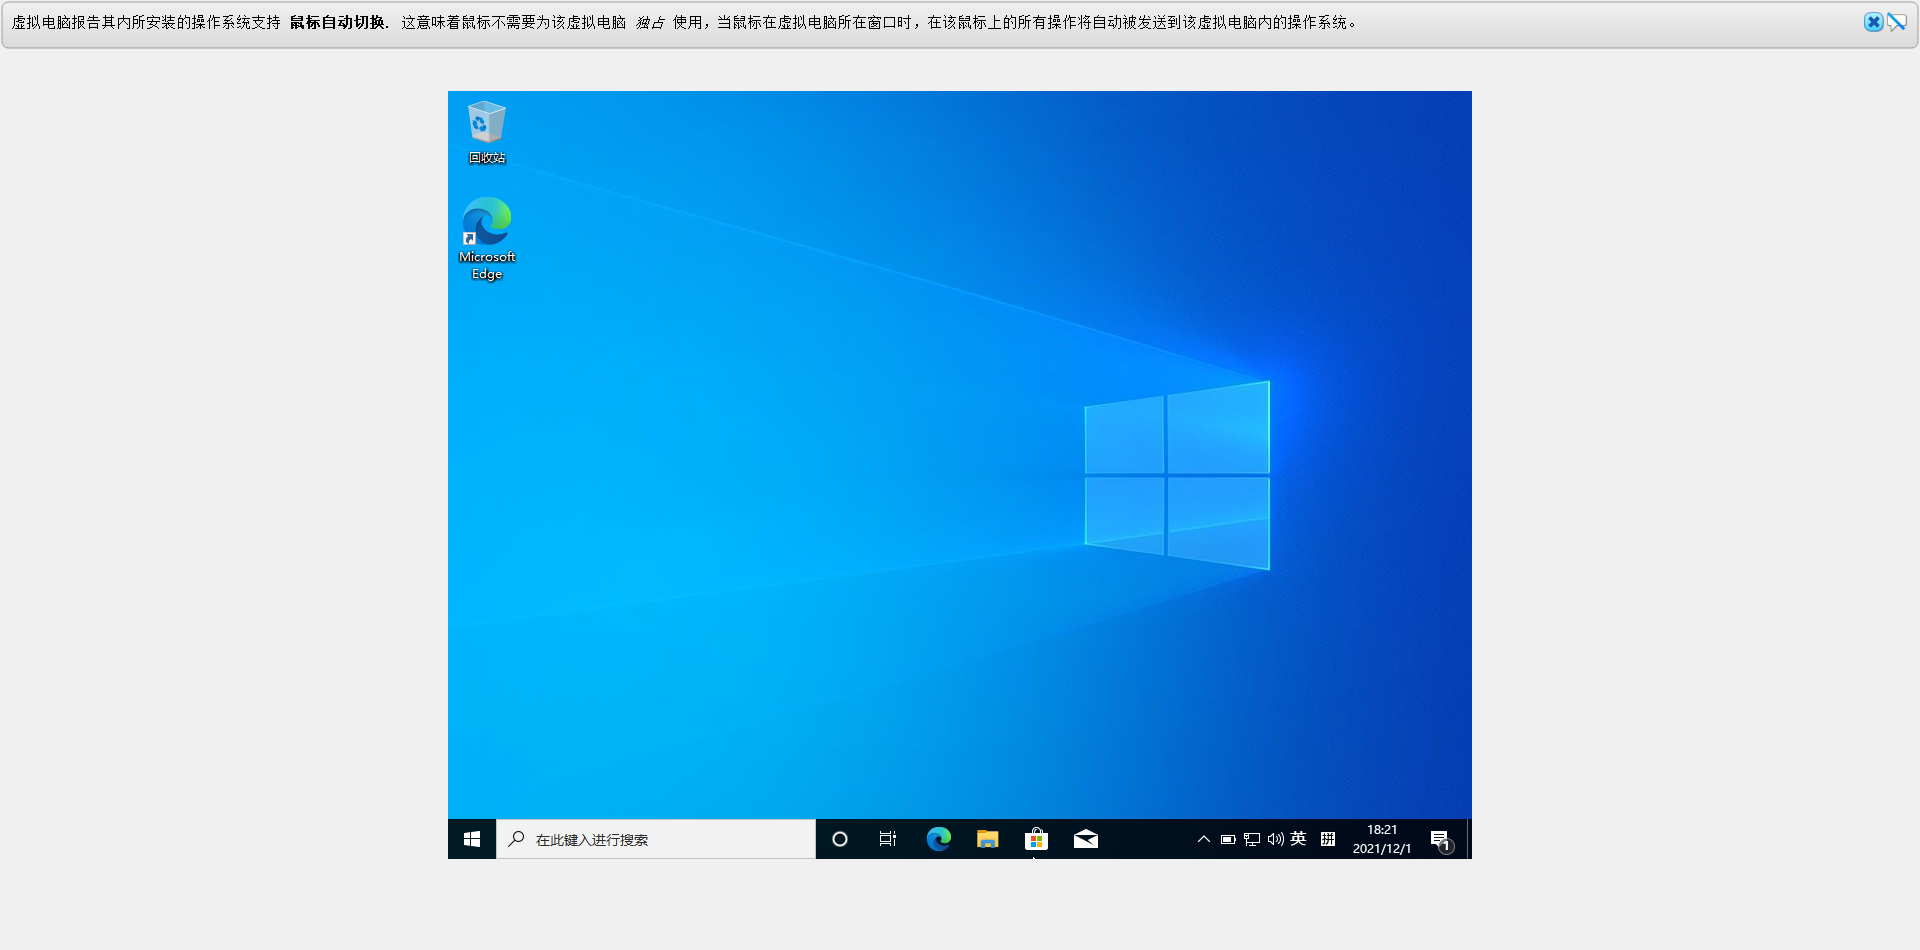 虚拟电脑报告其内所安装的操作系统支持 鼠标自动切换. 这意味着鼠标不需要为该虚拟电脑 独占 使用，当鼠标在虚拟电脑所在窗口时，在该鼠标上的所有操作将自动被发送到该虚拟电脑内的操作系统。
回收站
Microsoft
Edge
在此键入进行搜索
英
拼
18:21
2021/12/1
1